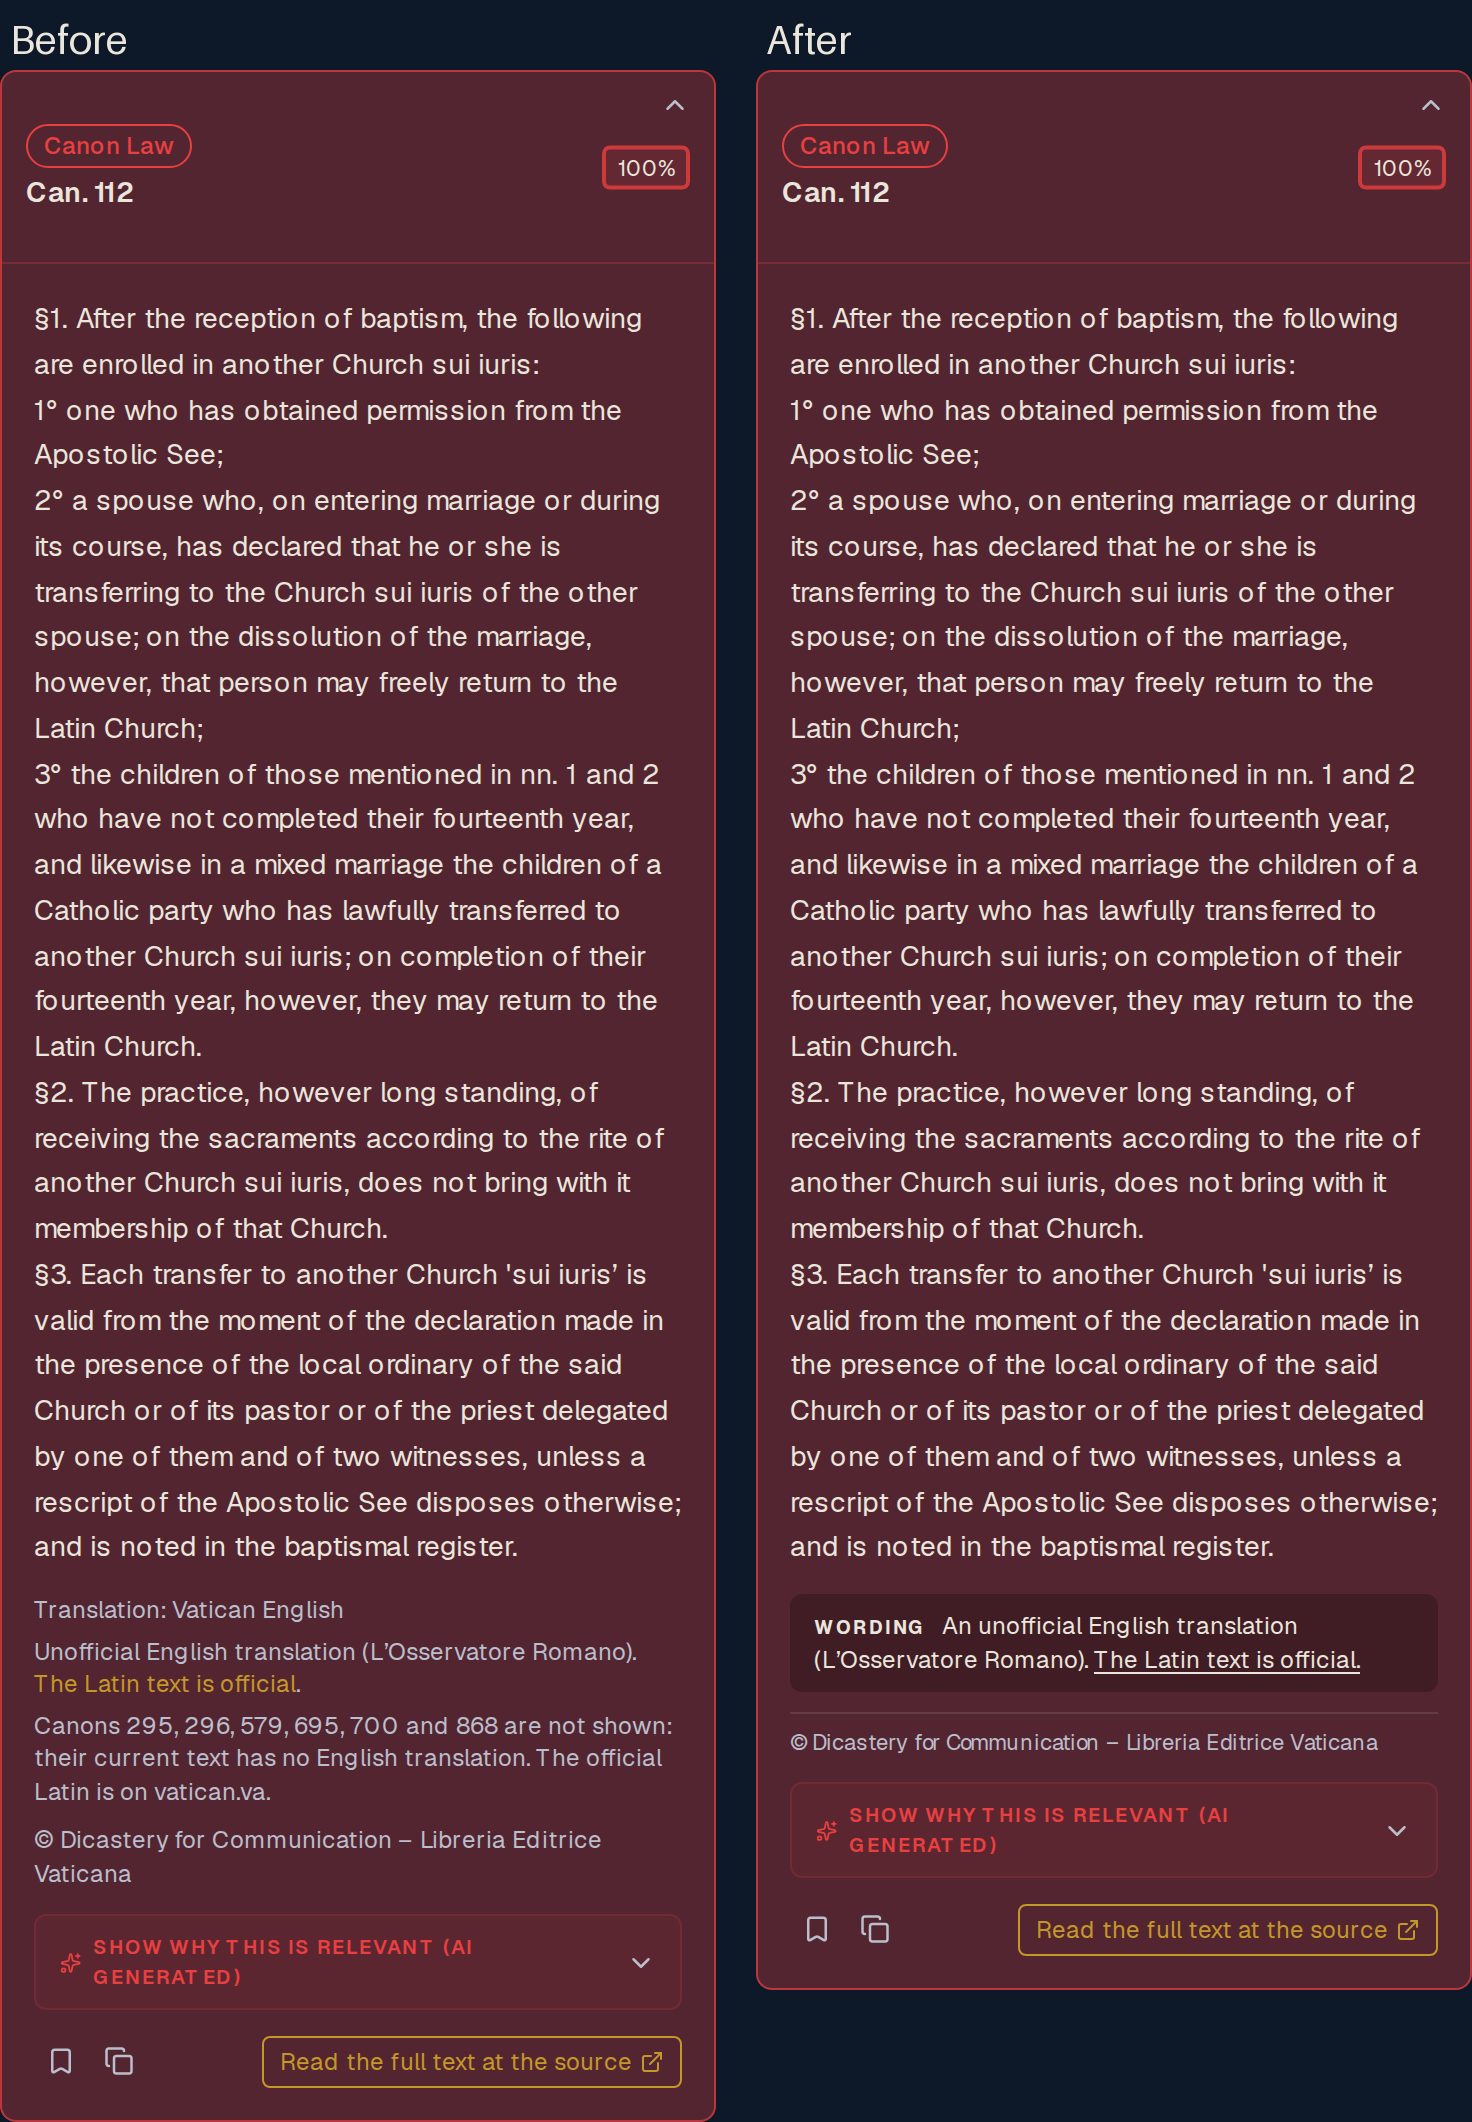 Before
Canon Law
100%
Can. 112
§1. After the reception of baptism, the following
are enrolled in another Church sui iuris:
1° one who has obtained permission from the
Apostolic See;
2° a spouse who, on entering marriage or during
its course, has declared that he or she is
transferring to the Church sui iuris of the other
spouse; on the dissolution of the marriage,
however, that person may freely return to the
Latin Church;
3° the children of those mentioned in nn. 1 and 2
who have not completed their fourteenth year,
and likewise in a mixed marriage the children of a
Catholic party who has lawfully transferred to
another Church sui iuris; on completion of their
fourteenth year, however, they may return to the
Latin Church.
§2. The practice, however long standing, of
receiving the sacraments according to the rite of
another Church sui iuris, does not bring with it
membership of that Church.
§3. Each transfer to another Church 'sui iuris’ is
valid from the moment of the declaration made in
the presence of the local ordinary of the said
Church or of its pastor or of the priest delegated
by one of them and of two witnesses, unless a
rescript of the Apostolic See disposes otherwise;
and is noted in the baptismal register.
Translation: Vatican English
Unofficial English translation (L’Osservatore Romano).
The Latin text is official.
Canons 295, 296, 579, 695, 700 and 868 are not shown:
their current text has no English translation. The official
Latin is on vatican.va.
© Dicastery for Communication – Libreria Editrice
Vaticana
SHOW WHY THIS IS RELEVANT (AI
GENERATED)
Read the full text at the source
After
Canon Law
100%
Can. 112
§1. After the reception of baptism, the following
are enrolled in another Church sui iuris:
1° one who has obtained permission from the
Apostolic See;
2° a spouse who, on entering marriage or during
its course, has declared that he or she is
transferring to the Church sui iuris of the other
spouse; on the dissolution of the marriage,
however, that person may freely return to the
Latin Church;
3° the children of those mentioned in nn. 1 and 2
who have not completed their fourteenth year,
and likewise in a mixed marriage the children of a
Catholic party who has lawfully transferred to
another Church sui iuris; on completion of their
fourteenth year, however, they may return to the
Latin Church.
§2. The practice, however long standing, of
receiving the sacraments according to the rite of
another Church sui iuris, does not bring with it
membership of that Church.
§3. Each transfer to another Church 'sui iuris’ is
valid from the moment of the declaration made in
the presence of the local ordinary of the said
Church or of its pastor or of the priest delegated
by one of them and of two witnesses, unless a
rescript of the Apostolic See disposes otherwise;
and is noted in the baptismal register.
WORDING An unofficial English translation
(L’Osservatore Romano). The Latin text is official.
© Dicastery for Communication – Libreria Editrice Vaticana
SHOW WHY THIS IS RELEVANT (AI
GENERATED)
Read the full text at the source